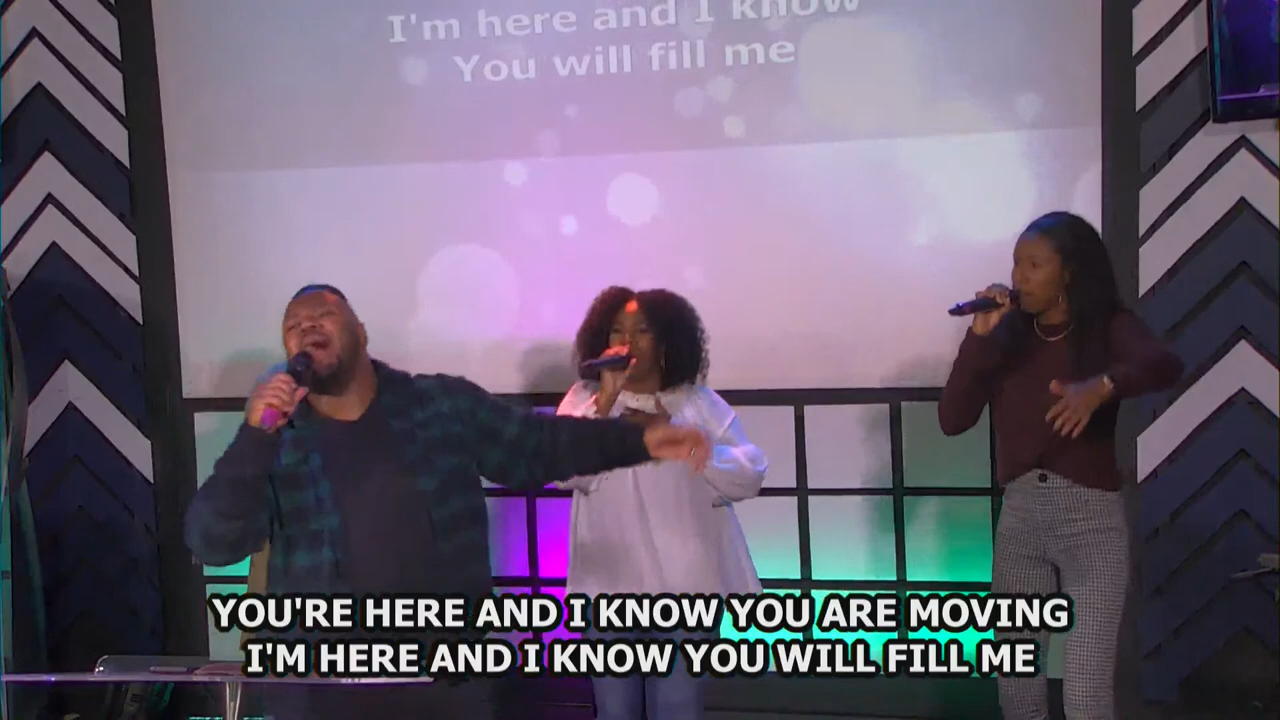 I'm here and I know
You will fill me
YOU'RE HERE AND I KNOW YOU ARE MOVING
I'M HERE AND I KNOW YOU WILL FILL ME